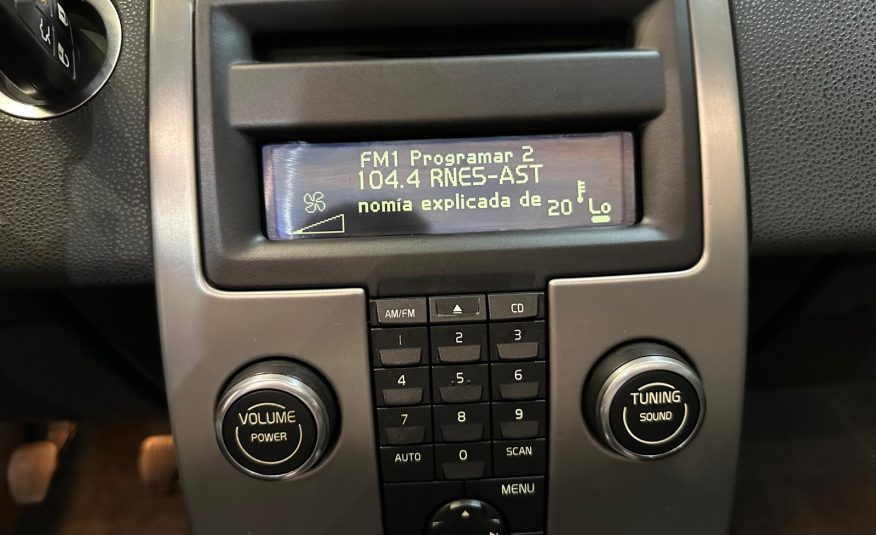 FM1 Programar 2
104.4 RNE5-AST
nomía explicada de
20 Lo
AM/FM CD
1 2 3
4 5 6
7 8 9
AUTO 0 SCAN
MENU
VOLUME
POWER
TUNING
SOUND